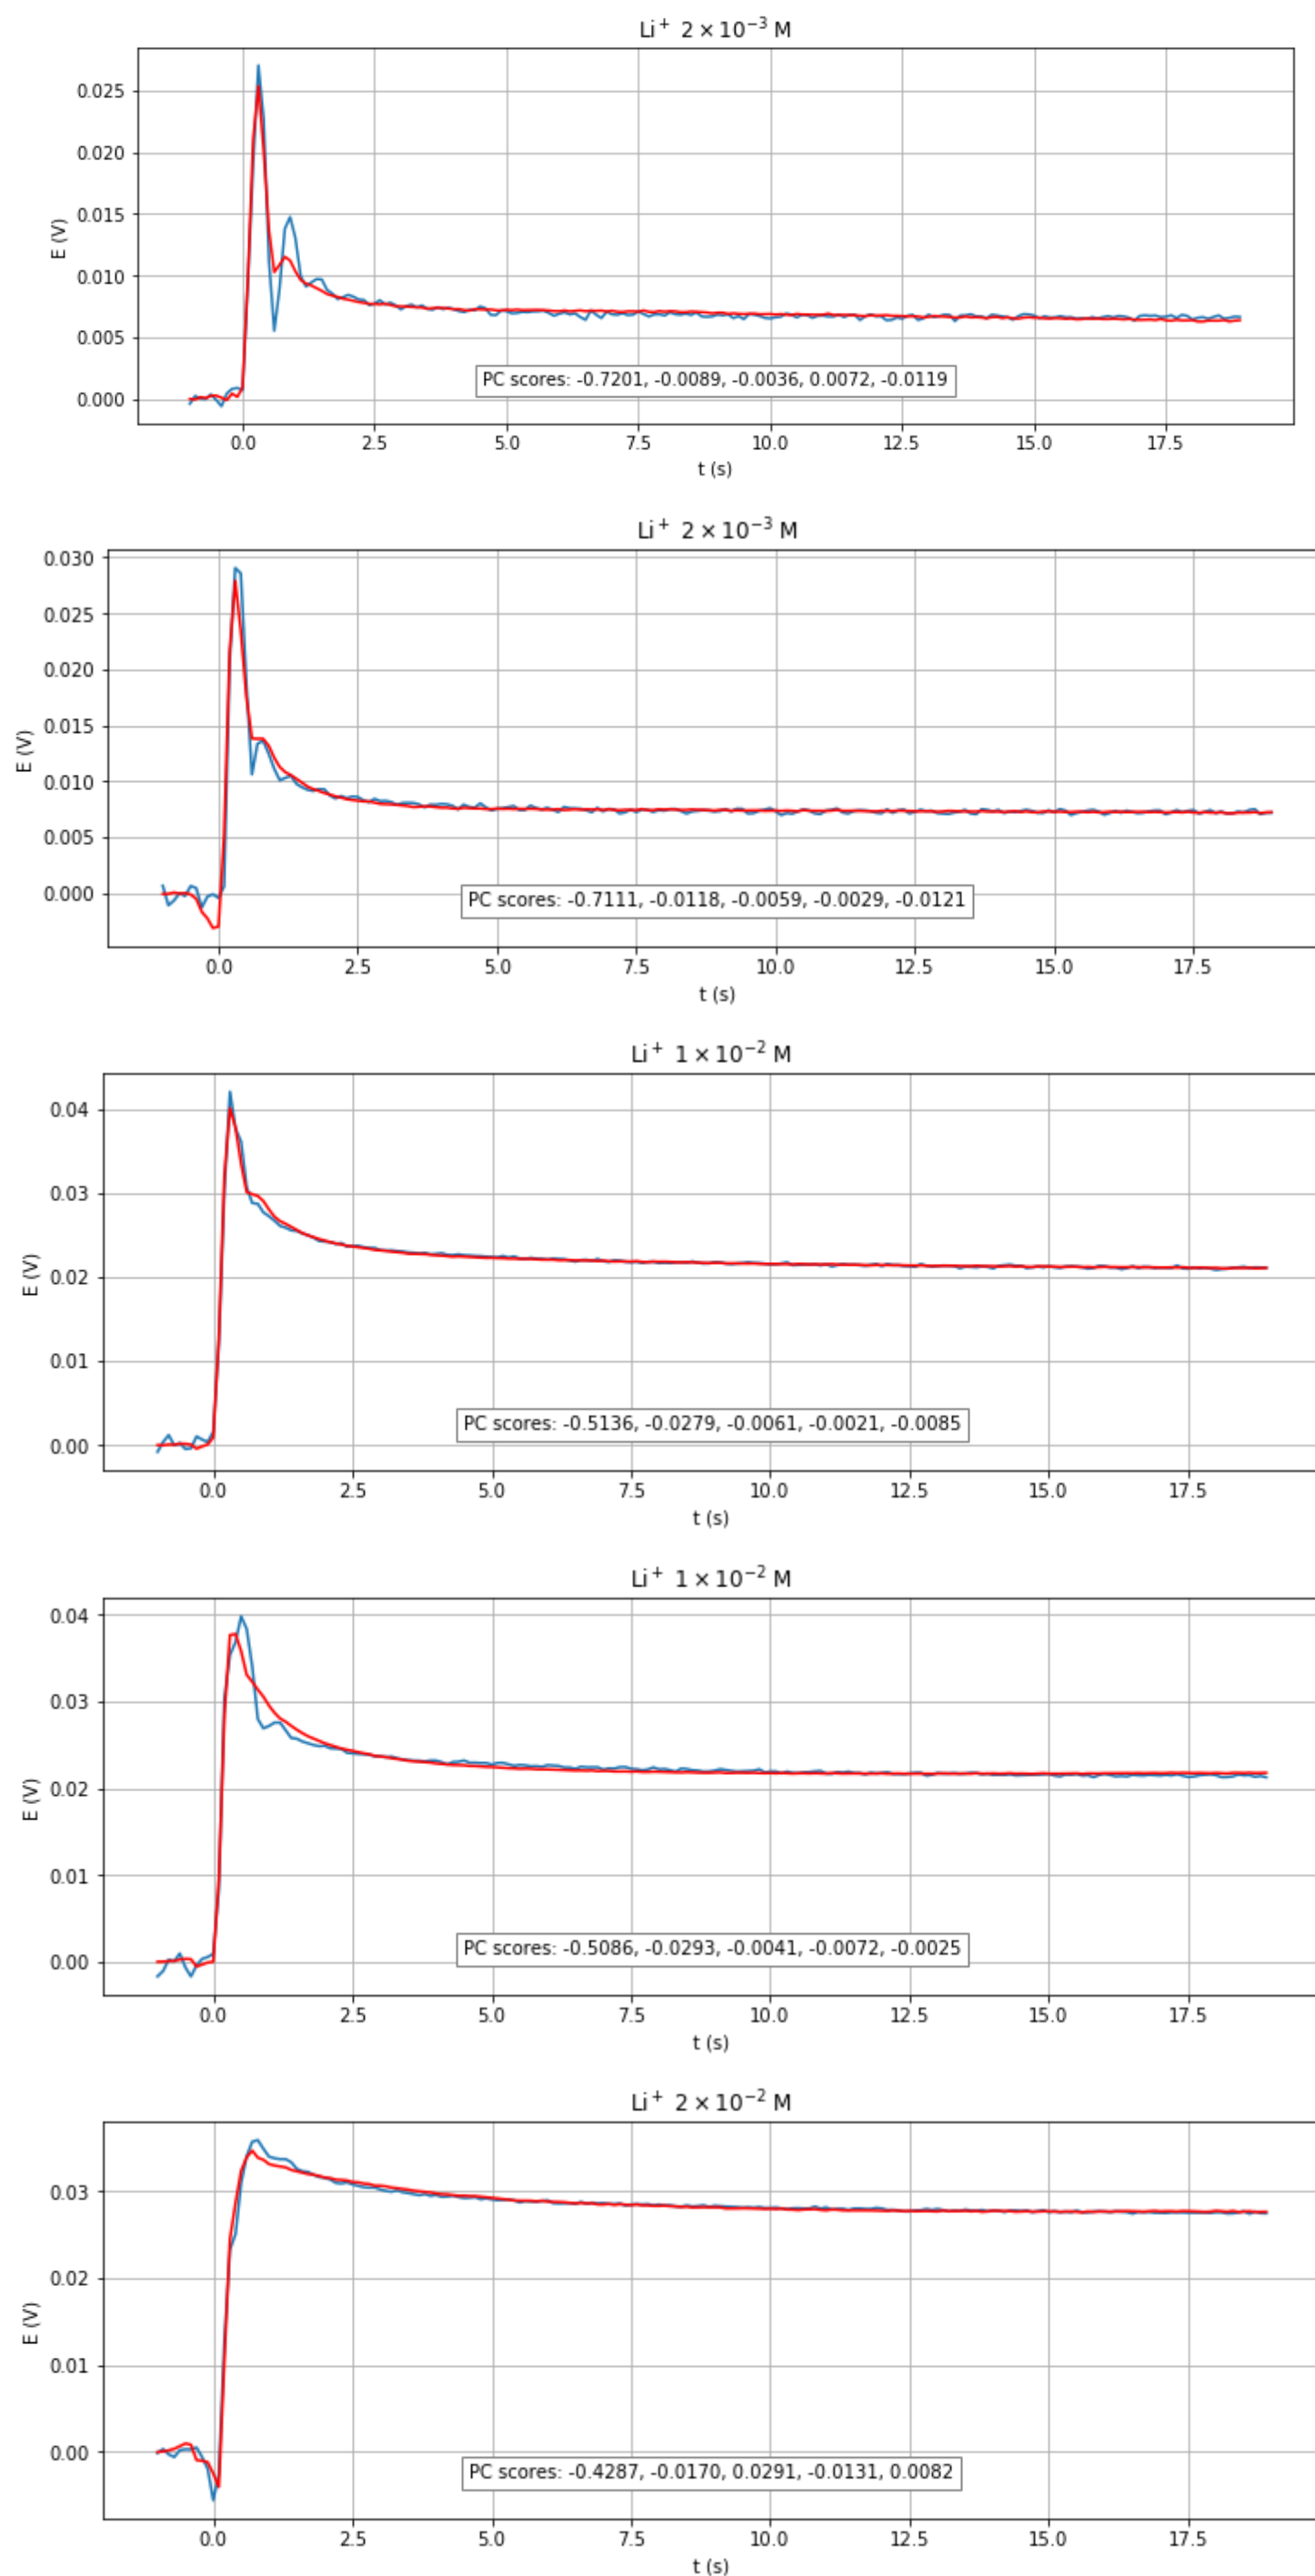 Li⁺ 2 × 10⁻³ M
E (V)
0.025
0.020
0.015
0.010
0.005
0.000
PC scores: -0.7201, -0.0089, -0.0036, 0.0072, -0.0119
0.0 2.5 5.0 7.5 10.0 12.5 15.0 17.5
t (s)
Li⁺ 2 × 10⁻³ M
E (V)
0.030
0.025
0.020
0.015
0.010
0.005
0.000
PC scores: -0.7111, -0.0118, -0.0059, -0.0029, -0.0121
0.0 2.5 5.0 7.5 10.0 12.5 15.0 17.5
t (s)
Li⁺ 1 × 10⁻² M
E (V)
0.04
0.03
0.02
0.01
0.00
PC scores: -0.5136, -0.0279, -0.0061, -0.0021, -0.0085
0.0 2.5 5.0 7.5 10.0 12.5 15.0 17.5
t (s)
Li⁺ 1 × 10⁻² M
E (V)
0.04
0.03
0.02
0.01
0.00
PC scores: -0.5086, -0.0293, -0.0041, -0.0072, -0.0025
0.0 2.5 5.0 7.5 10.0 12.5 15.0 17.5
t (s)
Li⁺ 2 × 10⁻² M
E (V)
0.03
0.02
0.01
0.00
PC scores: -0.4287, -0.0170, 0.0291, -0.0131, 0.0082
0.0 2.5 5.0 7.5 10.0 12.5 15.0 17.5
t (s)